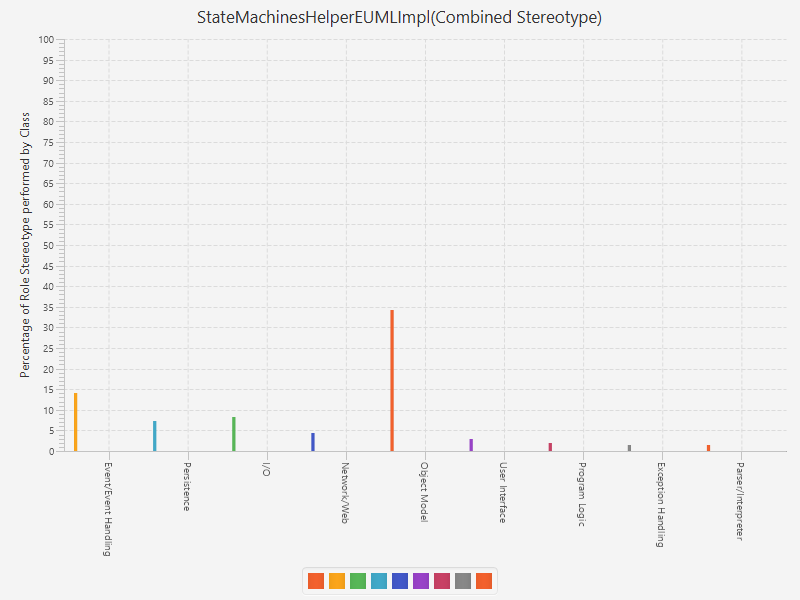 StateMachinesHelperEUMLImpl(Combined Stereotype)
Percentage of Role Stereotype performed by Class
100
95
90
85
80
75
70
65
60
55
50
45
40
35
30
25
20
15
10
5
0
Event/Event Handling
Persistence
I/O
Network/Web
Object Model
User Interface
Program Logic
Exception Handling
Parser/Interpreter